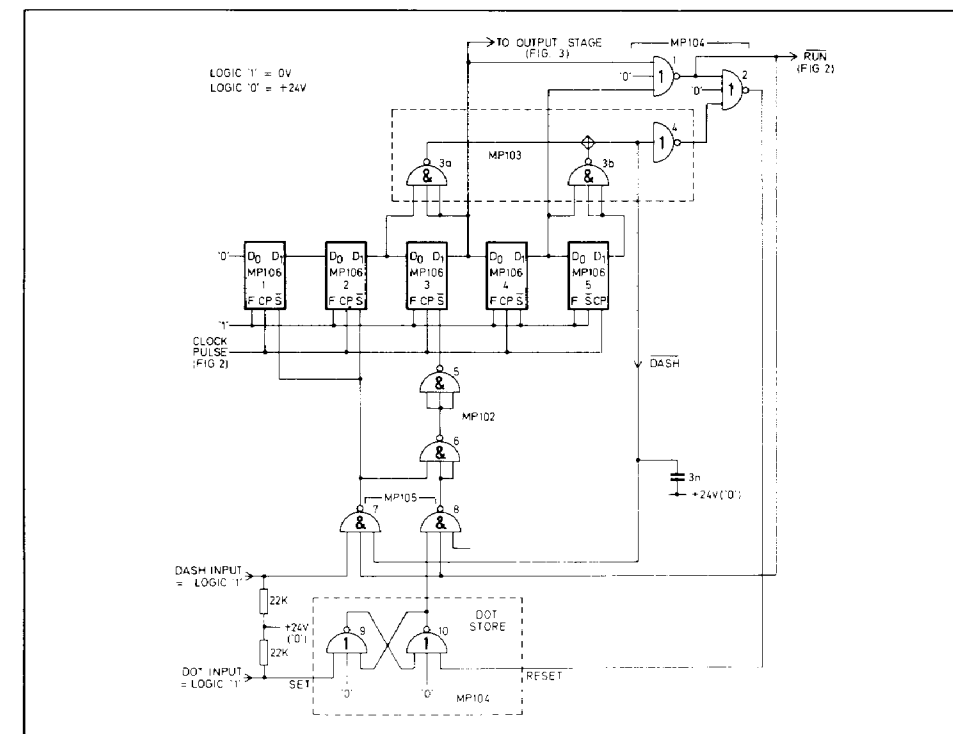 TO OUTPUT STAGE
(FIG. 3)
MP104
RUN
(FIG 2)
LOGIC '1' = 0V
LOGIC '0' = +24V
1
'0'
1
2
'0'
1
4
1
MP103
3a
&
3b
&
'0'
D0 D1
MP106
1
F CP S
D0 D1
MP106
2
F CP S
D0 D1
MP106
3
F CP S
D0 D1
MP106
4
F CP S
D0 D1
MP106
5
F S CP
'1'
CLOCK
PULSE
(FIG 2)
DASH
5
&
MP102
6
&
3n
+24V('0')
MP105
7
&
8
&
DASH INPUT
= LOGIC '1'
22K
+24V
('0')
22K
DOT INPUT
= LOGIC '1'
SET
DOT
STORE
9
1
10
1
'0'
'0'
MP104
RESET